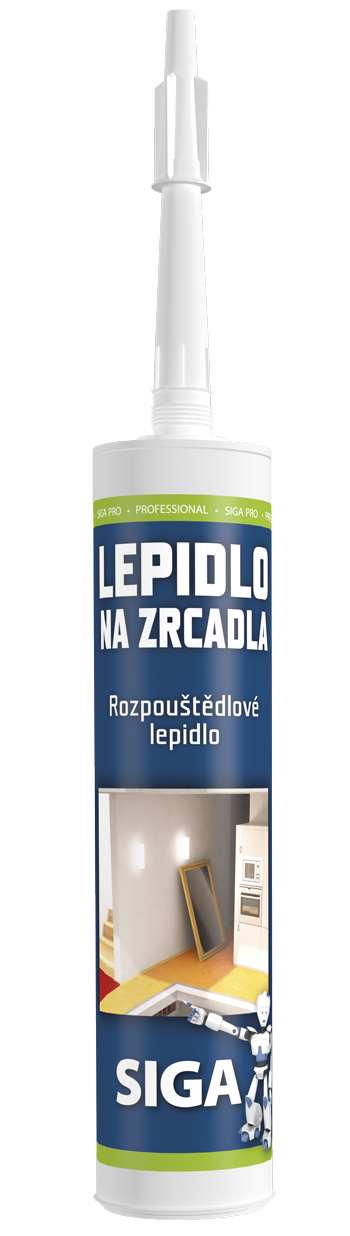 SIGA PRO • PROFESSIONAL • SIGA PRO •
LEPIDLO
NA ZRCADLA
Rozpouštědlové
lepidlo
SIGA